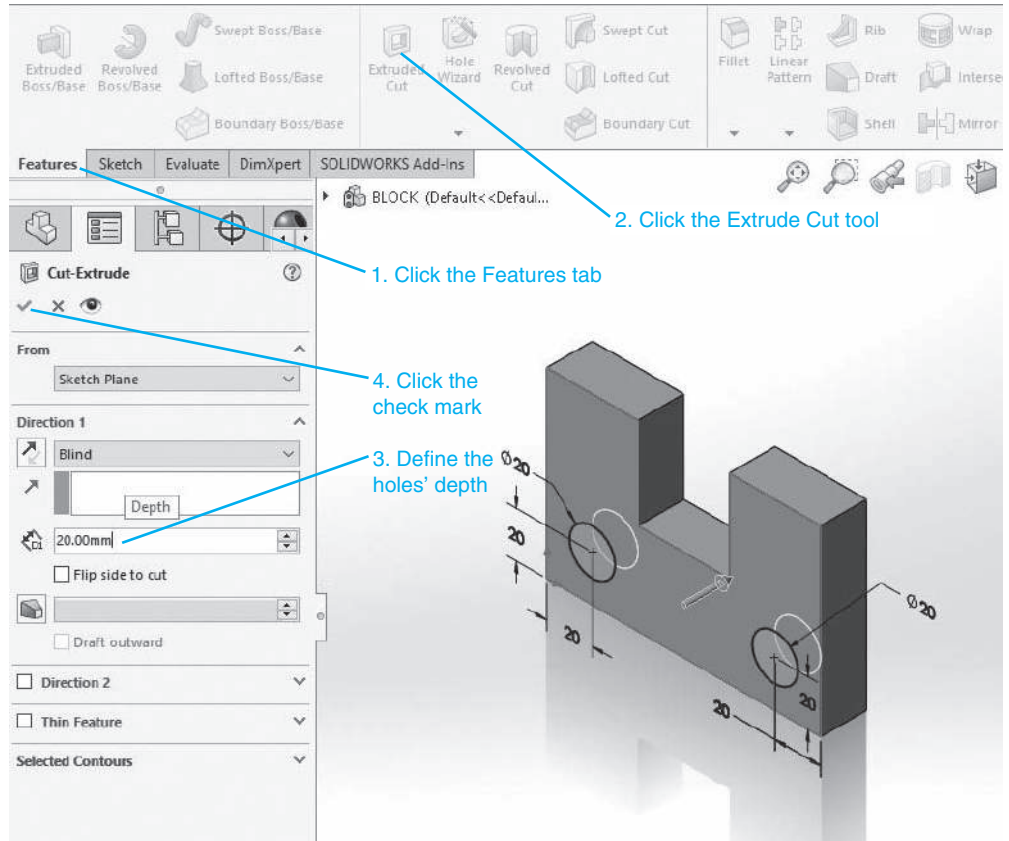 Extruded Boss/Base
Revolved Boss/Base
Swept Boss/Base
Lofted Boss/Base
Boundary Boss/Base
Extruded Cut
Hole Wizard
Revolved Cut
Swept Cut
Lofted Cut
Boundary Cut
Fillet
Linear Pattern
Rib
Draft
Shell
Wrap
Interse
Mirror
Features
Sketch
Evaluate
DimXpert
SOLIDWORKS Add-Ins
BLOCK (Default<<Defaul...
2. Click the Extrude Cut tool
1. Click the Features tab
Cut-Extrude
From
Sketch Plane
4. Click the
check mark
Direction 1
Blind
3. Define the
holes' depth
Depth
D1
20.00mm
Flip side to cut
Draft outward
Direction 2
Thin Feature
Selected Contours
Ø20
20
20
Ø20
20
20